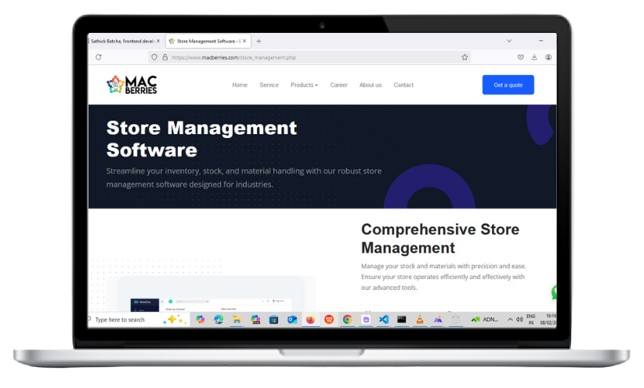 Sathick Batcha, Frontend devel
Store Management Software - |
https://www.macberries.com/store_management.php
MAC
BERRIES
Home
Service
Products
Career
About us
Contact
Get a quote
Store Management
Software
Streamline your inventory, stock, and material handling with our robust store
management software designed for industries.
Comprehensive Store
Management
Manage your stock and materials with precision and ease.
Ensure your store operates efficiently and effectively with
our advanced tools.
Type here to search
ADN...
ENG
IN